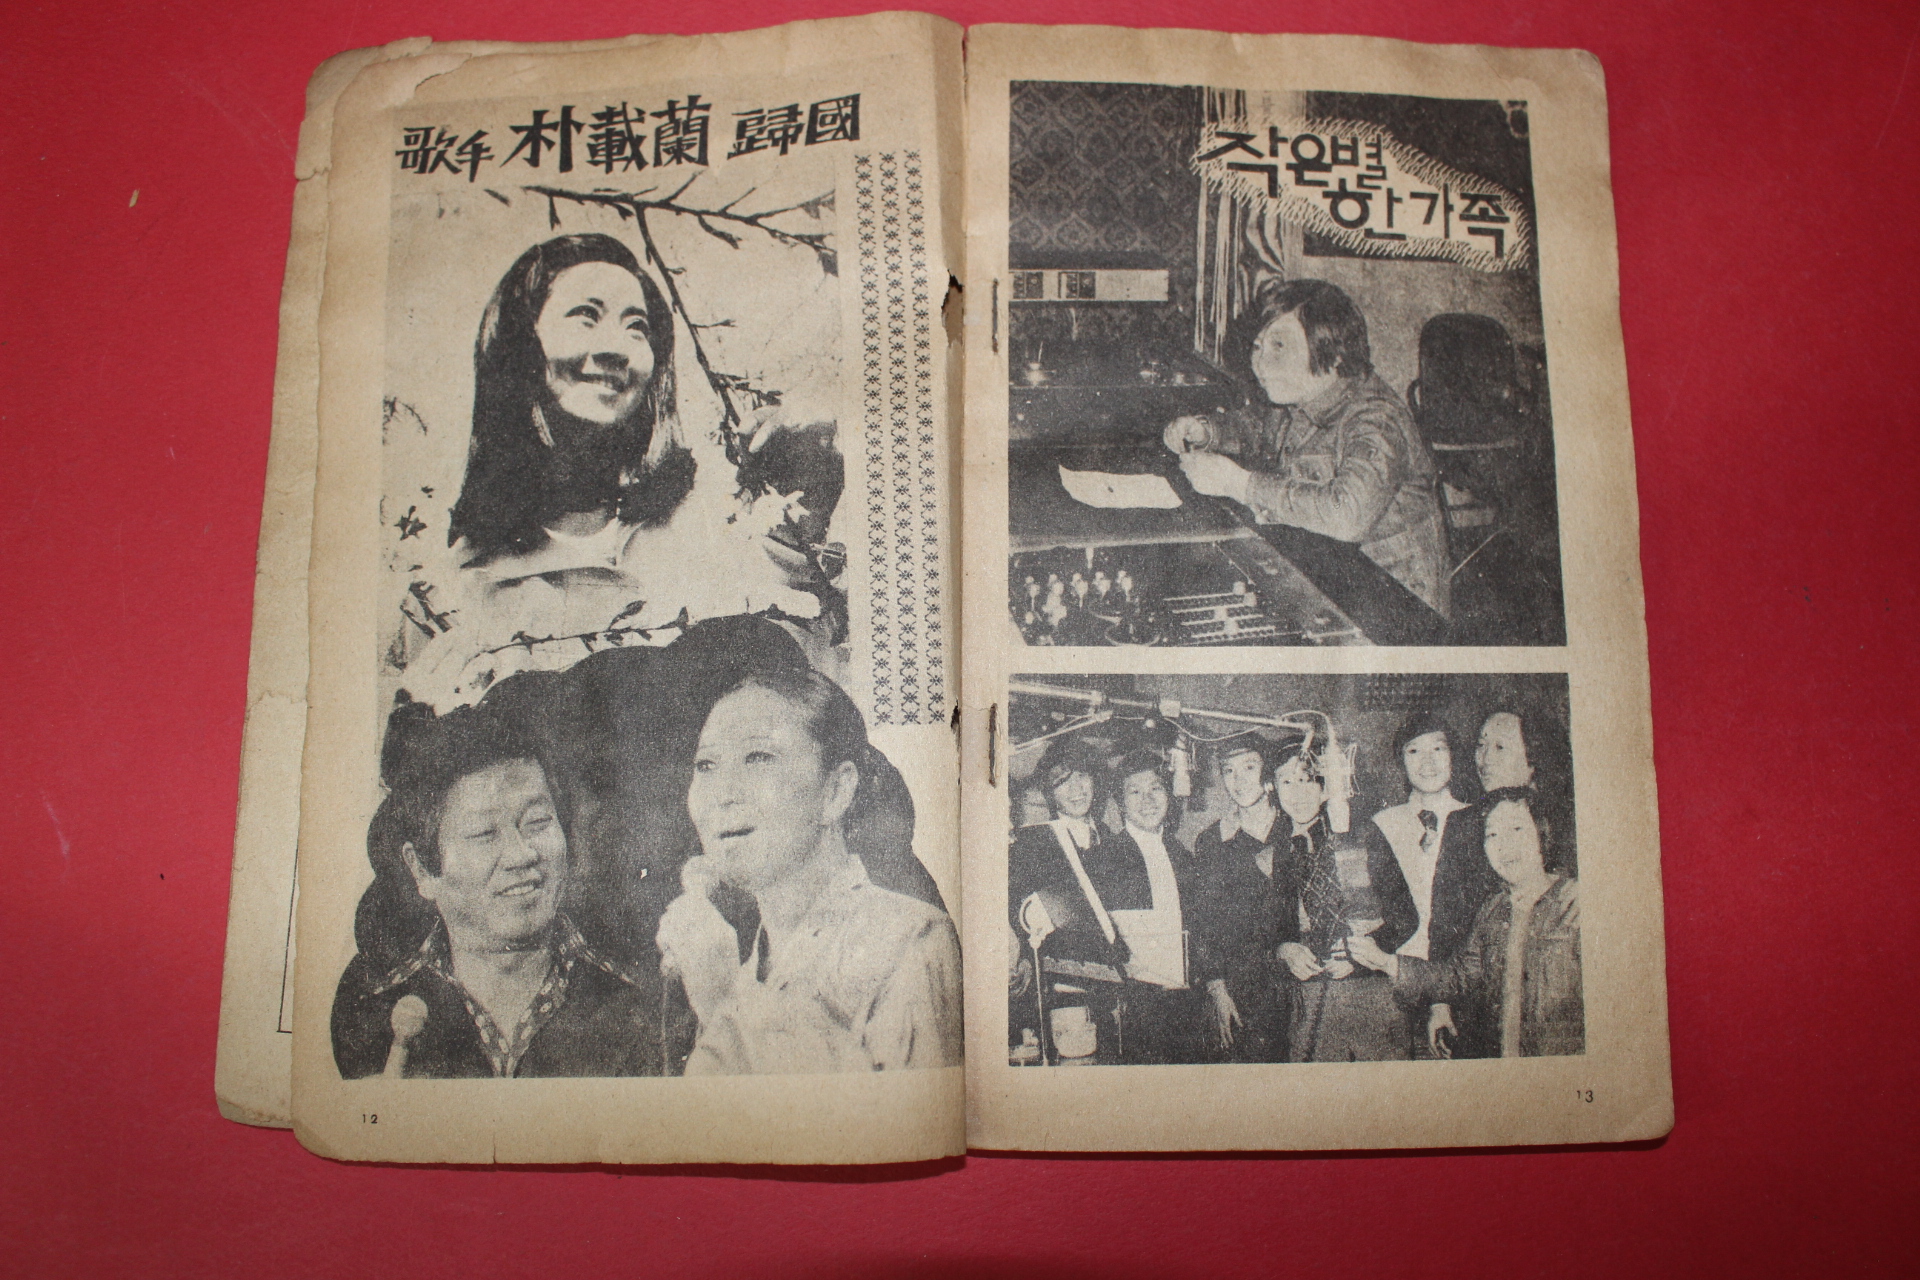 歌手 朴載蘭 歸國
12
작은별
한가족
13